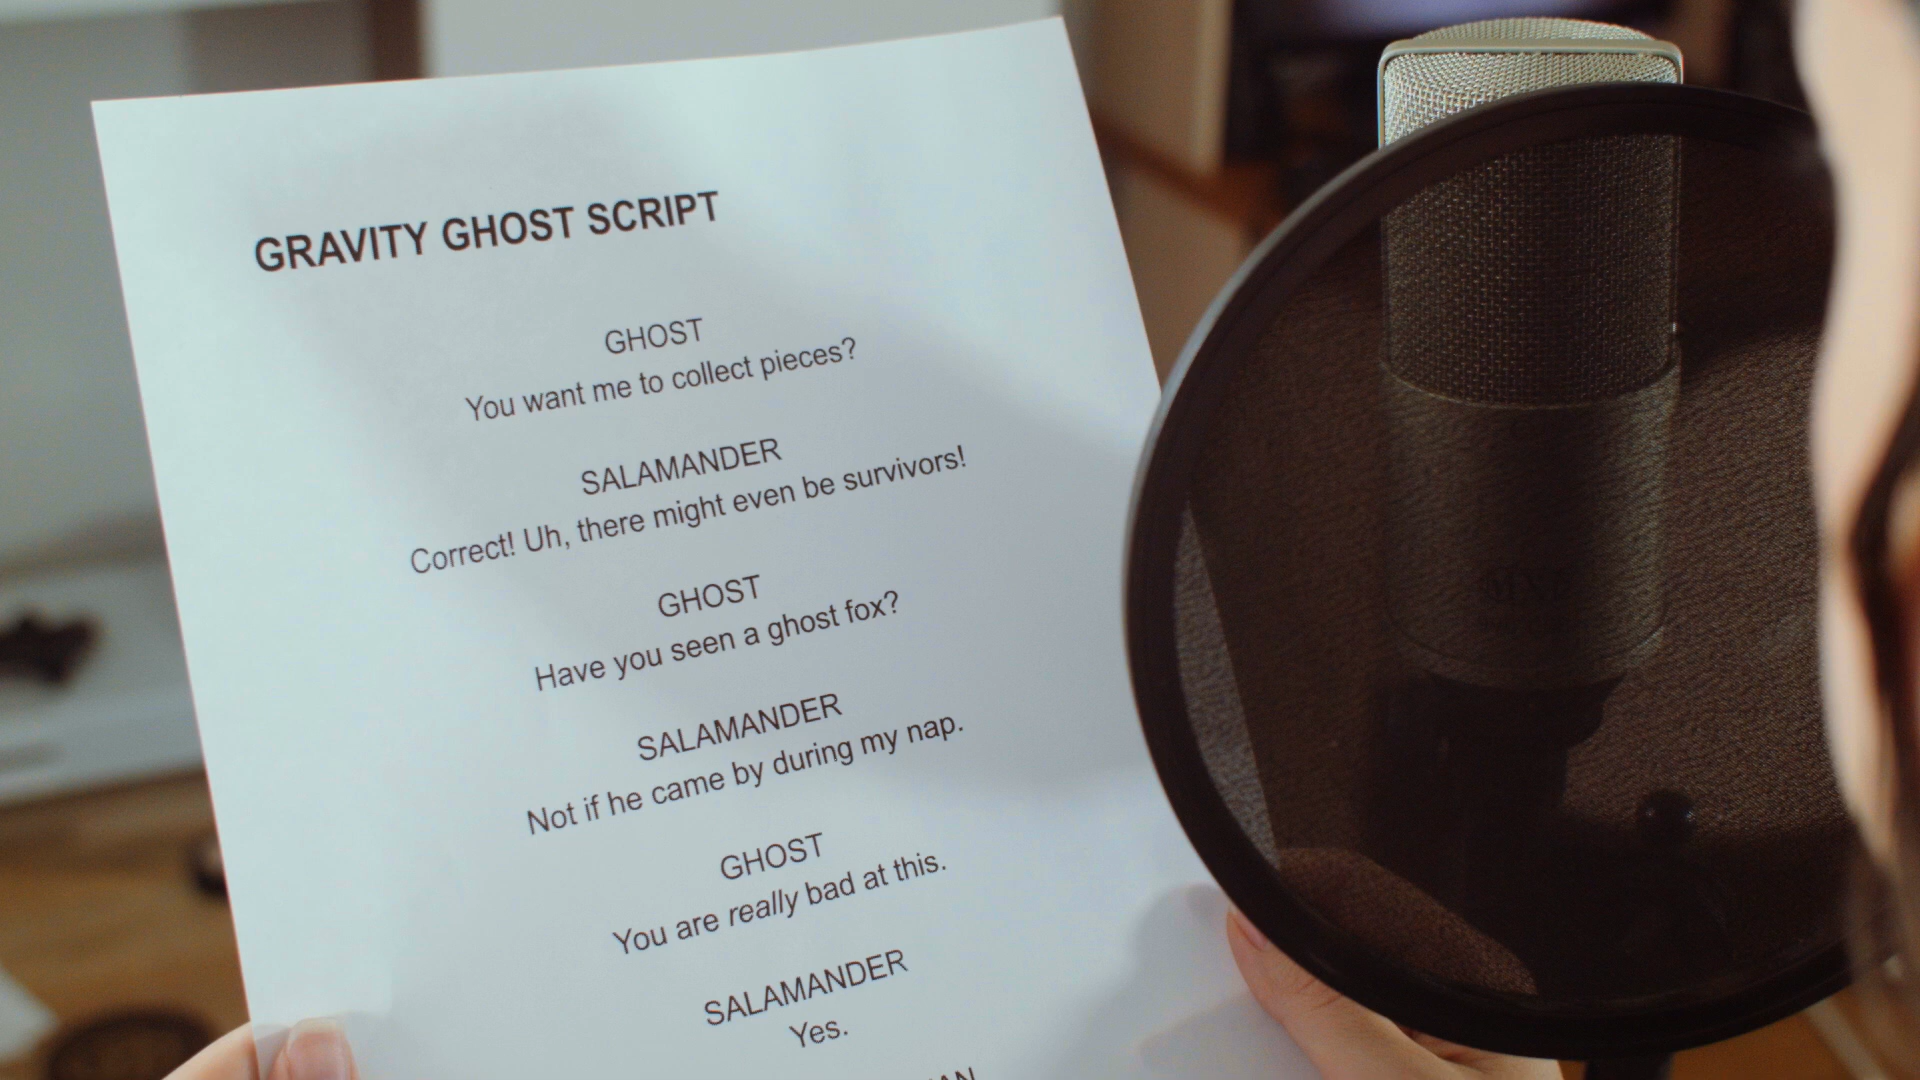 GRAVITY GHOST SCRIPT
GHOST
You want me to collect pieces?
SALAMANDER
Correct! Uh, there might even be survivors!
GHOST
Have you seen a ghost fox?
SALAMANDER
Not if he came by during my nap.
GHOST
You are really bad at this.
SALAMANDER
Yes.